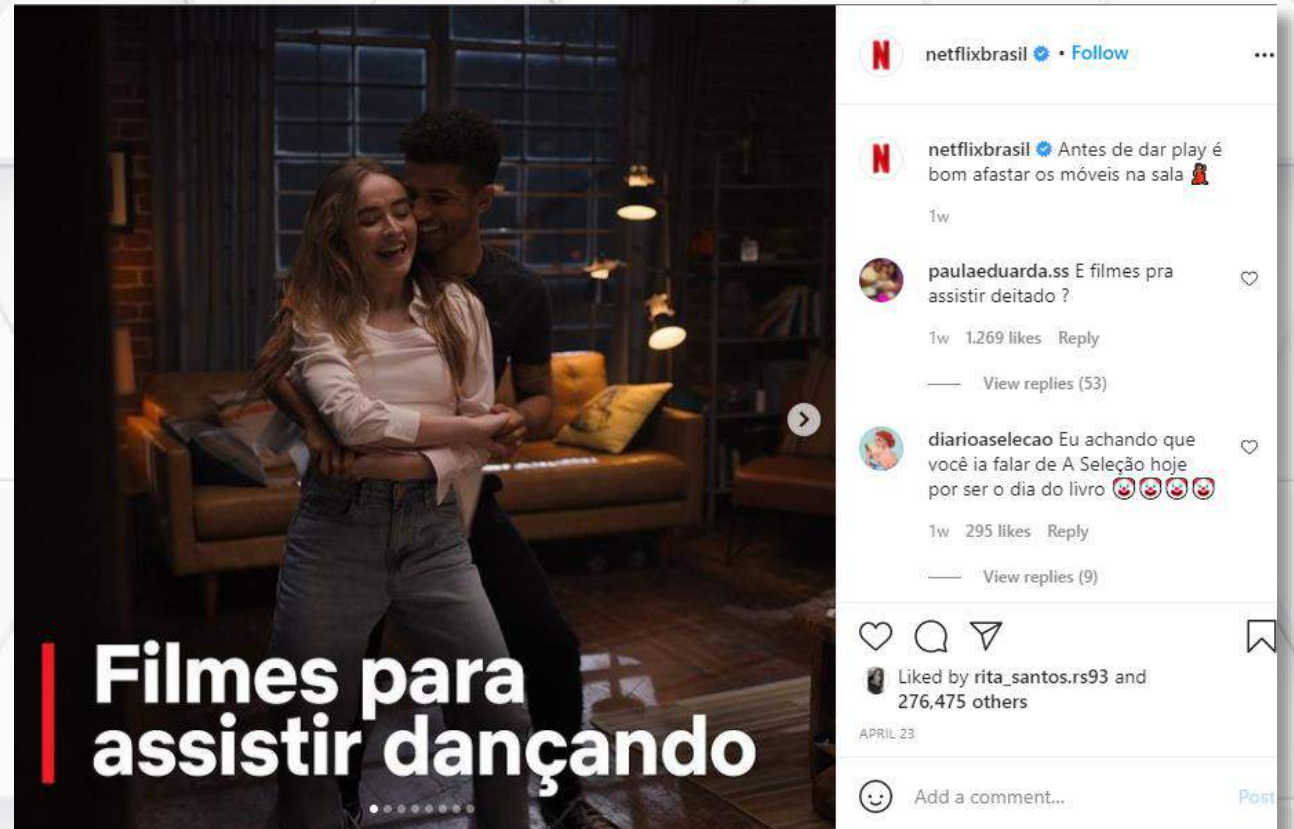 Filmes para
assistir dançando
N
netflixbrasil • Follow
N
netflixbrasil Antes de dar play é
bom afastar os móveis na sala 💃
1w
paulaeduarda.ss E filmes pra
assistir deitado ?
1w 1.269 likes Reply
View replies (53)
diarioaselecao Eu achando que
você ia falar de A Seleção hoje
por ser o dia do livro 🤡🤡🤡🤡
1w 295 likes Reply
View replies (9)
Liked by rita_santos.rs93 and
276,475 others
APRIL 23
Add a comment... Post